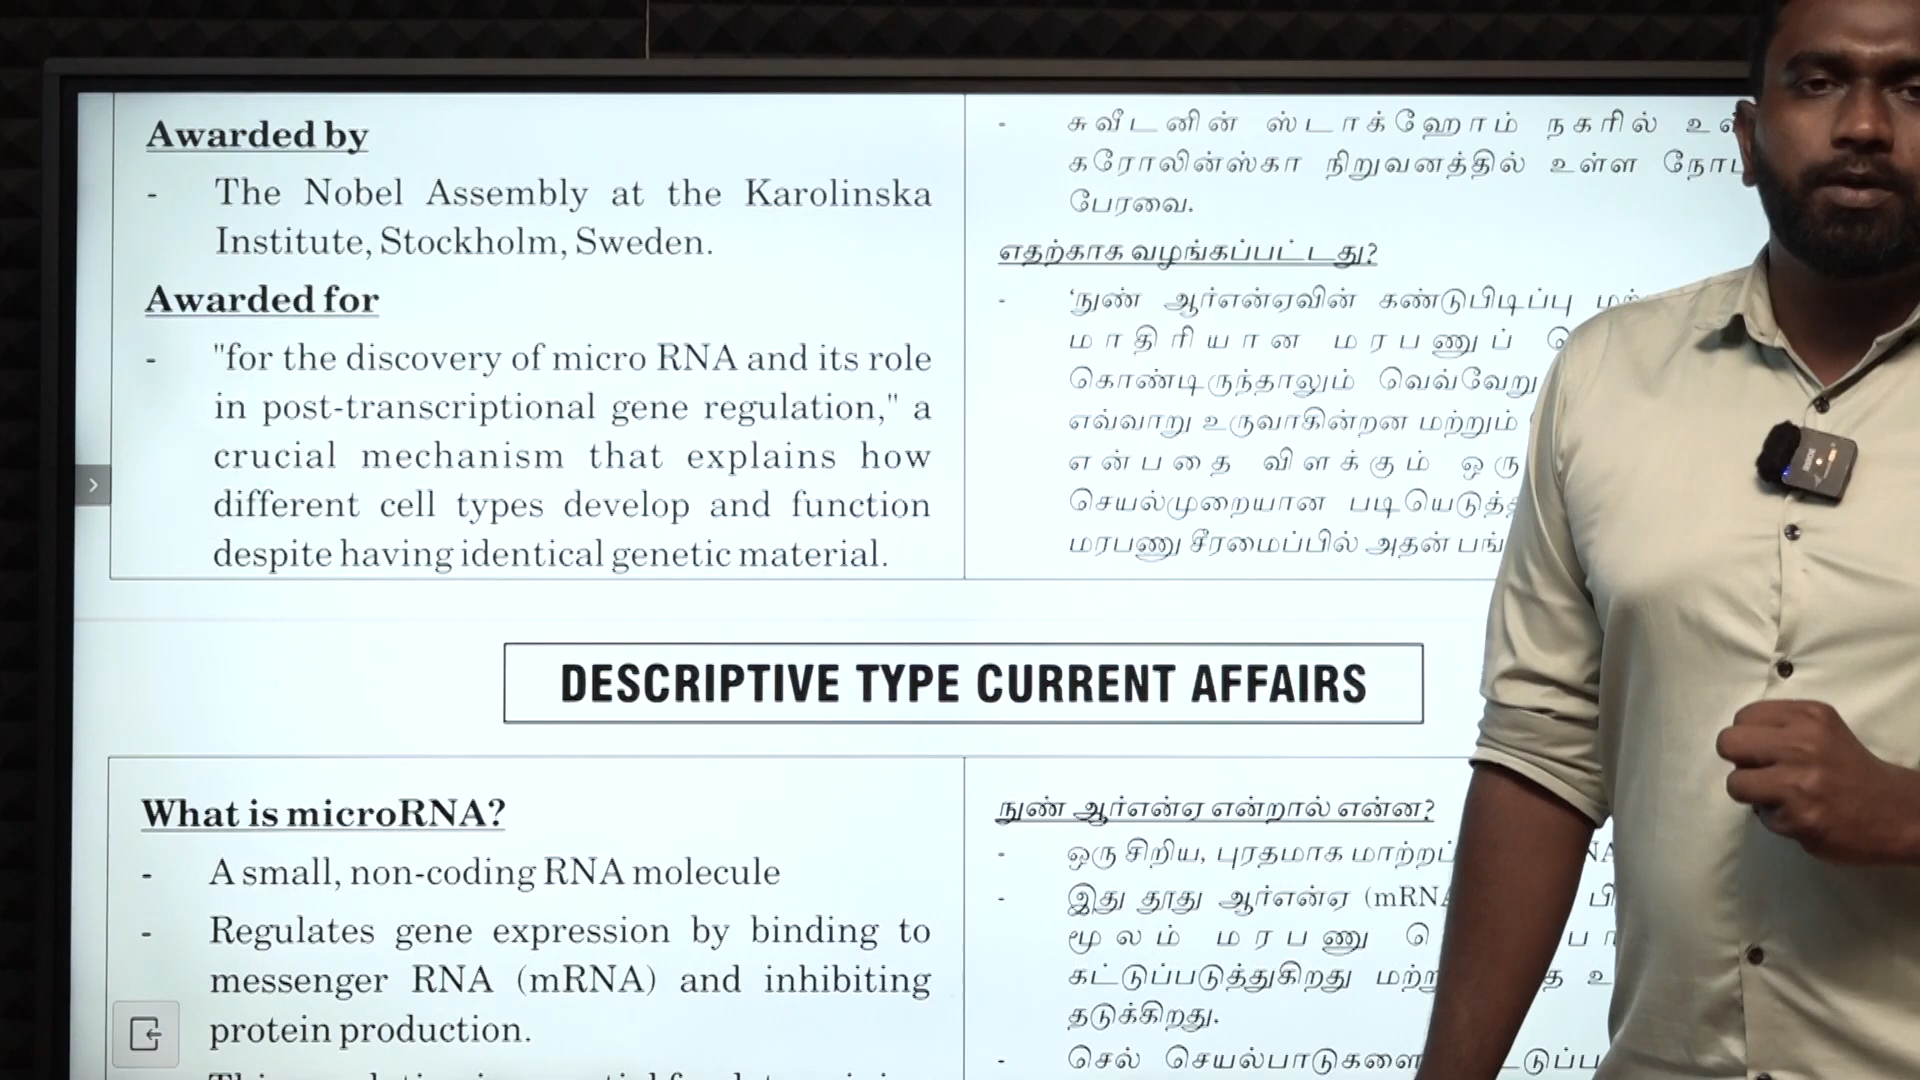 Awarded by
- The Nobel Assembly at the Karolinska
Institute, Stockholm, Sweden.
Awarded for
- "for the discovery of micro RNA and its role
in post-transcriptional gene regulation," a
crucial mechanism that explains how
different cell types develop and function
despite having identical genetic material.
- சுவீடனின் ஸ்டாக்ஹோம் நகரில்
கரோலின்ஸ்கா நிறுவனத்தில் உள்ள
பேரவை.
எதற்காக வழங்கப்பட்டது?
- 'நுண் ஆர்என்ஏவின் கண்டுபிடிப்பு
மாதிரியான மரபணுப்
கொண்டிருந்தாலும் வெவ்வேறு
எவ்வாறு உருவாகின்றன மற்றும்
என்பதை விளக்கும் ஒரு
செயல்முறையான
மரபணு சீரமைப்பில் அதன்
DESCRIPTIVE TYPE CURRENT AFFAIRS
What is microRNA?
- A small, non-coding RNA molecule
- Regulates gene expression by binding to
messenger RNA (mRNA) and inhibiting
protein production.
நுண் ஆர்என்ஏ என்றால் என்ன?
- ஒரு சிறிய, புரதமாக
- இது தூது ஆர்என்ஏ (mRNA
மூலம் மரபணு
கட்டுப்படுத்துகிறது
தடுக்கிறது.
- செல் செயல்பாடுகளை